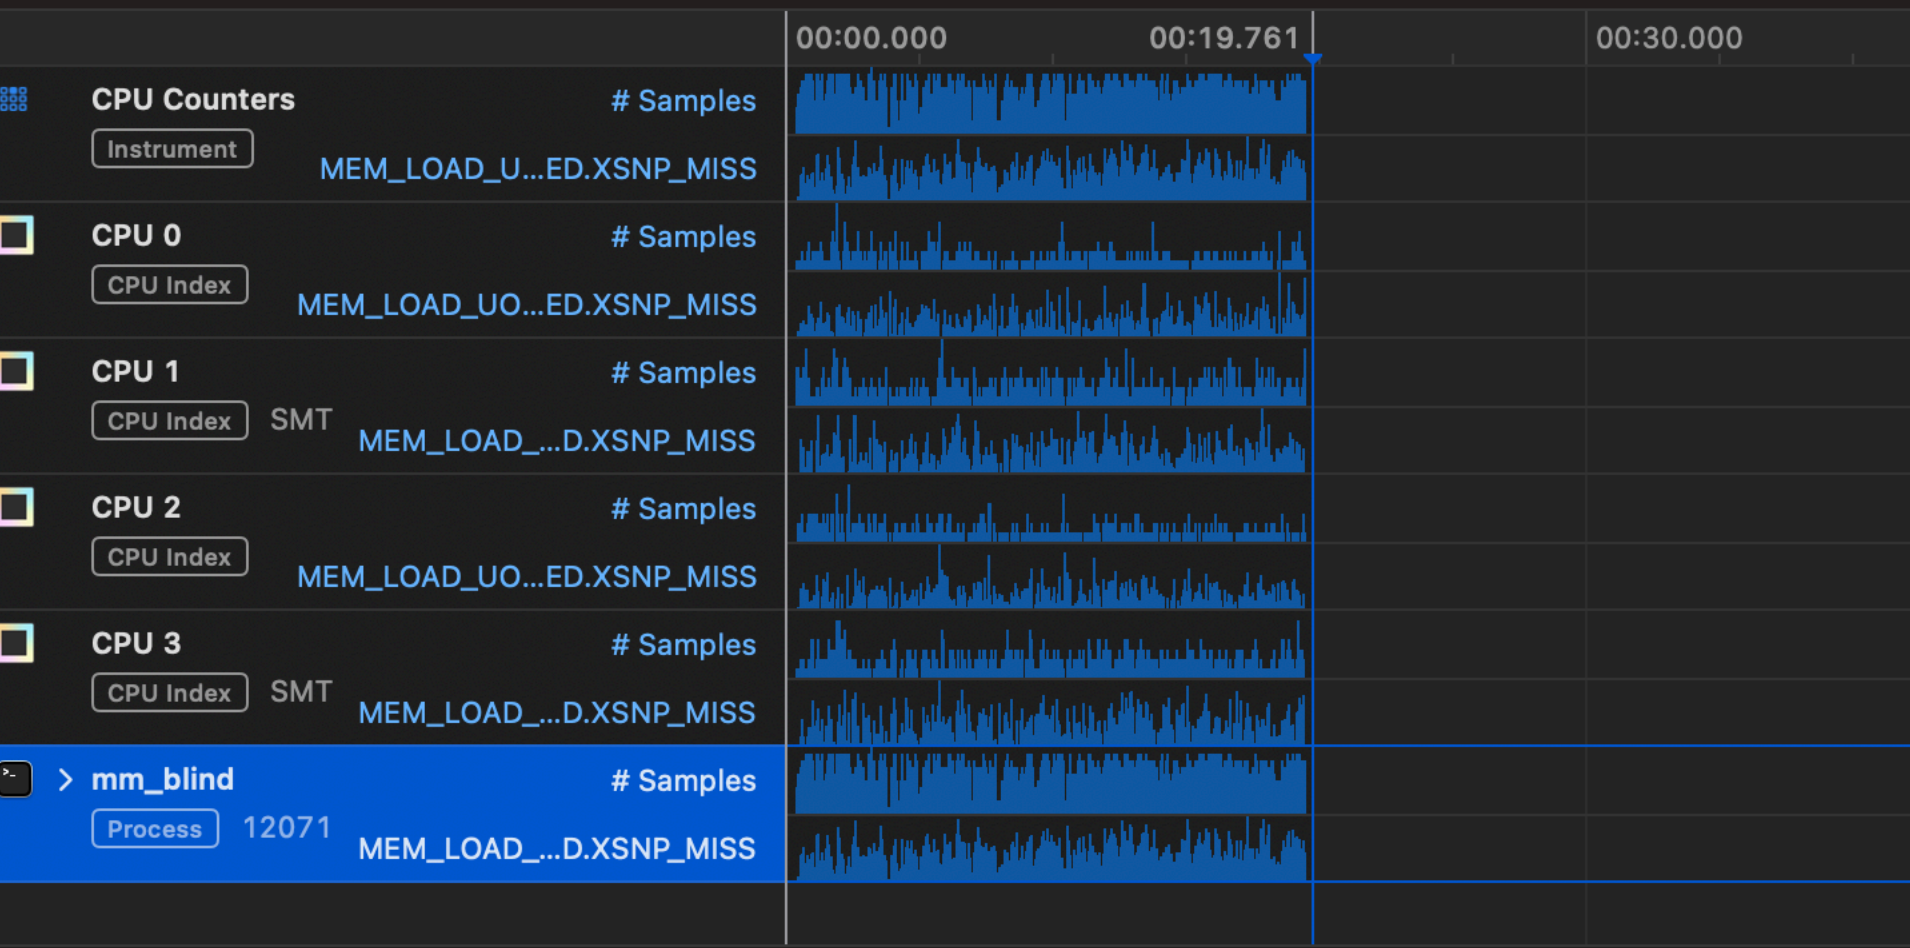 00:00.000 00:19.761 00:30.000
CPU Counters # Samples
Instrument
MEM_LOAD_U...ED.XSNP_MISS
CPU 0 # Samples
CPU Index
MEM_LOAD_UO...ED.XSNP_MISS
CPU 1 # Samples
CPU Index SMT
MEM_LOAD_...D.XSNP_MISS
CPU 2 # Samples
CPU Index
MEM_LOAD_UO...ED.XSNP_MISS
CPU 3 # Samples
CPU Index SMT
MEM_LOAD_...D.XSNP_MISS
mm_blind # Samples
Process 12071
MEM_LOAD_...D.XSNP_MISS